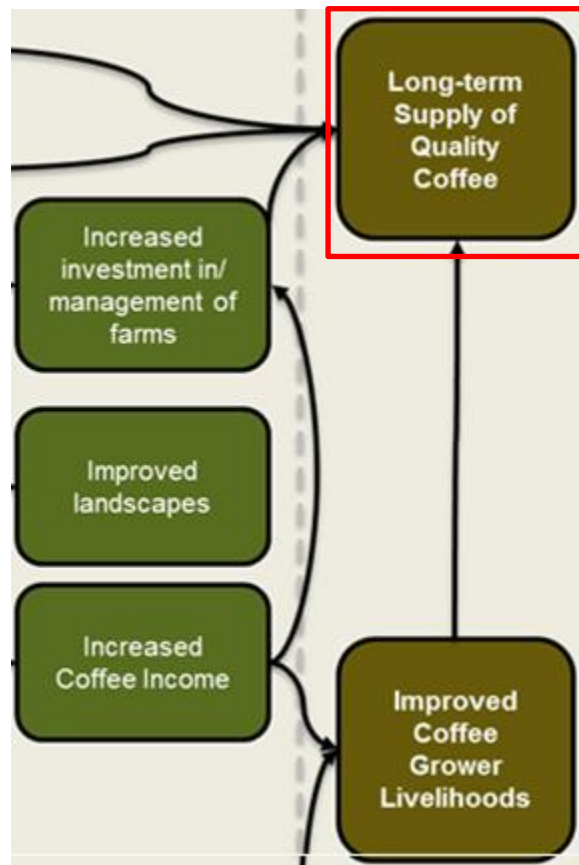 Long-term
Supply of
Quality
Coffee
Increased
investment in/
management of
farms
Improved
landscapes
Increased
Coffee Income
Improved
Coffee
Grower
Livelihoods